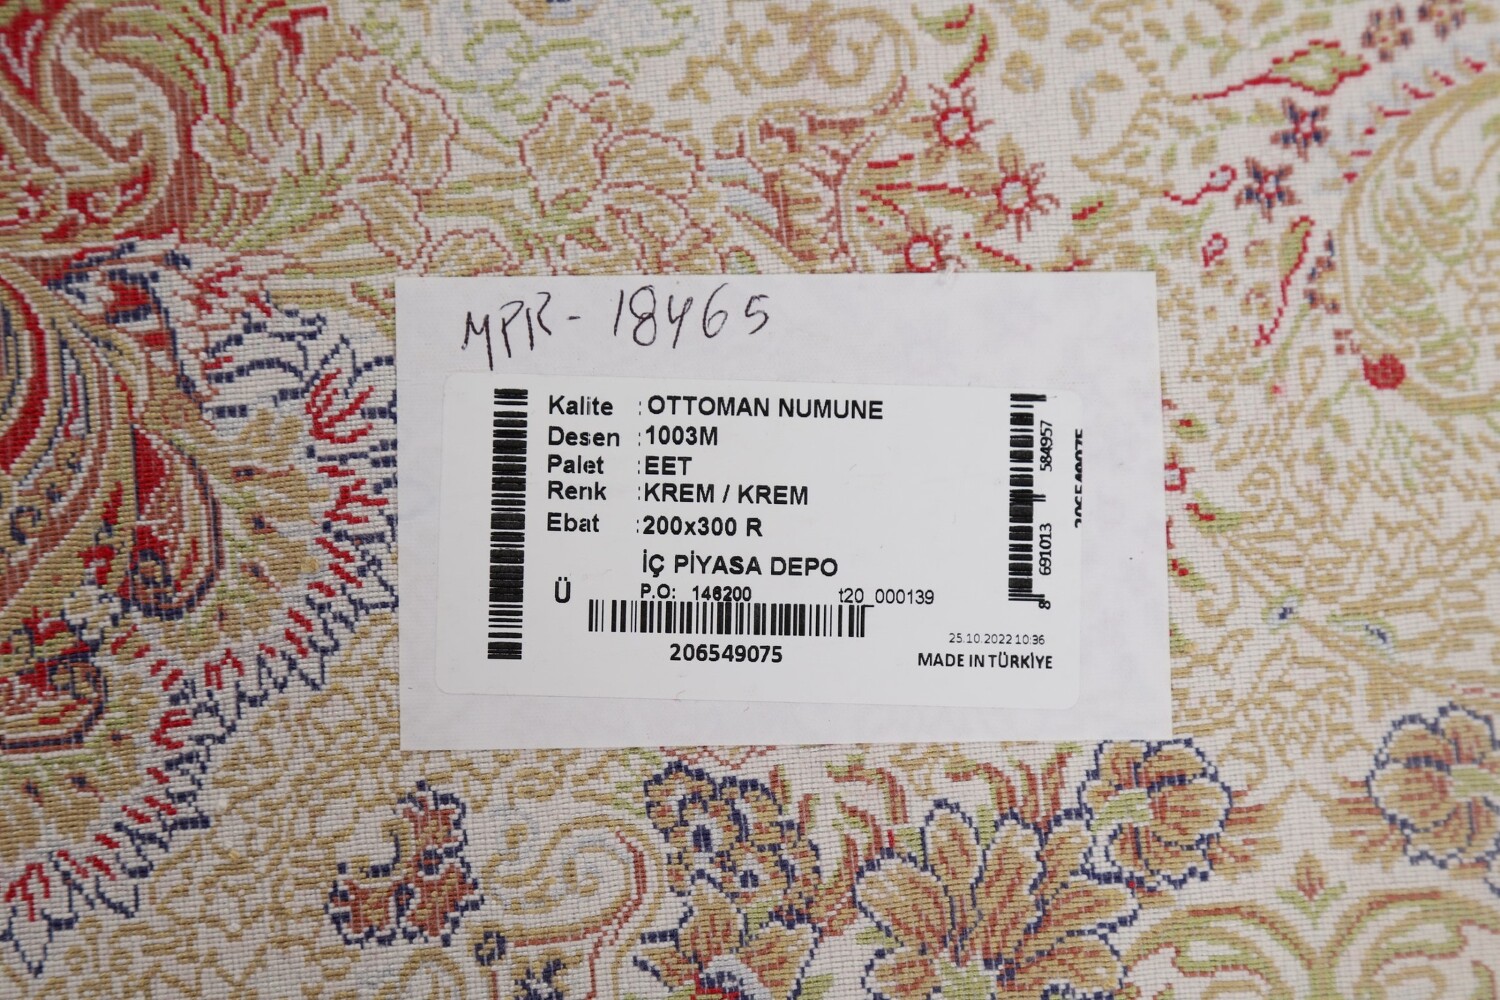 MPR - 18465
Kalite : OTTOMAN NUMUNE
Desen : 1003M
Palet : EET
Renk : KREM / KREM
Ebat : 200x300 R
İÇ PİYASA DEPO
Ü P.O: 146200 t20_000139
206549075
25.10.2022 10:36
MADE IN TÜRKİYE
8 691013 584957
206549075